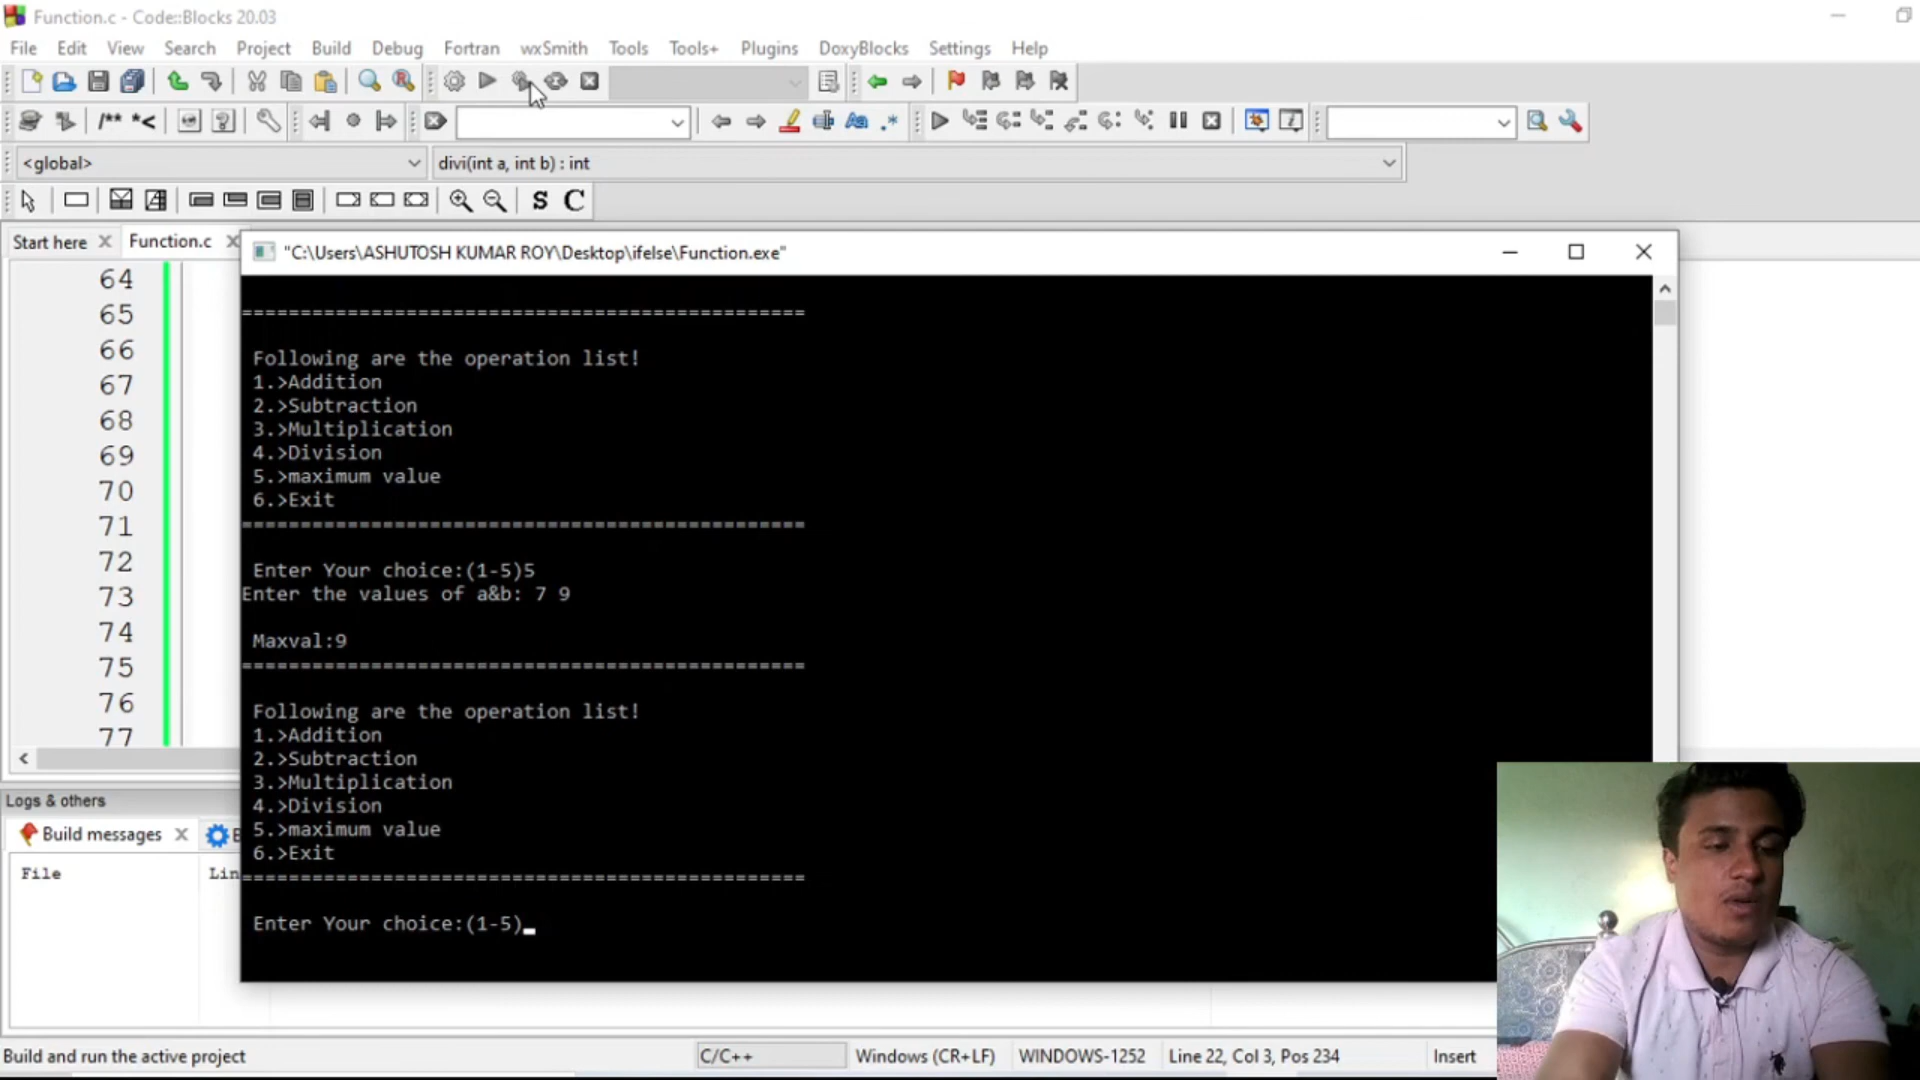 Function.c - Code::Blocks 20.03
File Edit View Search Project Build Debug Fortran wxSmith Tools Tools+ Plugins DoxyBlocks Settings Help
/** *<
.*
<global> divi(int a, int b) : int
S C
Start here Function.c
"C:\Users\ASHUTOSH KUMAR ROY\Desktop\ifelse\Function.exe"
64
65
66
67
68
69
70
71
72
73
74
75
76
77
================================================
Following are the operation list!
1.>Addition
2.>Subtraction
3.>Multiplication
4.>Division
5.>maximum value
6.>Exit
================================================
Enter Your choice:(1-5)5
Enter the values of a&b: 7 9
Maxval:9
================================================
Following are the operation list!
1.>Addition
2.>Subtraction
3.>Multiplication
4.>Division
5.>maximum value
6.>Exit
================================================
Enter Your choice:(1-5)_
Logs & others
Build messages
File Lin
Build and run the active project C/C++ Windows (CR+LF) WINDOWS-1252 Line 22, Col 3, Pos 234 Insert